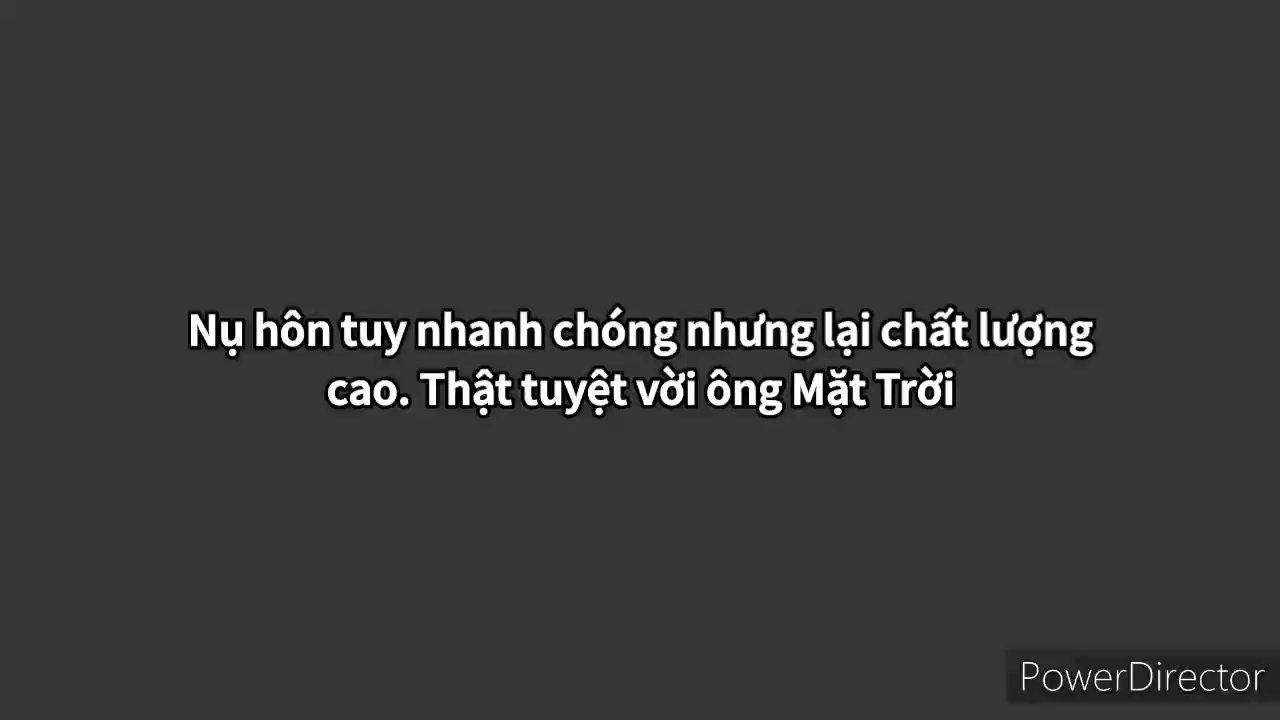 Nụ hôn tuy nhanh chóng nhưng lại chất lượng
cao. Thật tuyệt vời ông Mặt Trời
PowerDirector